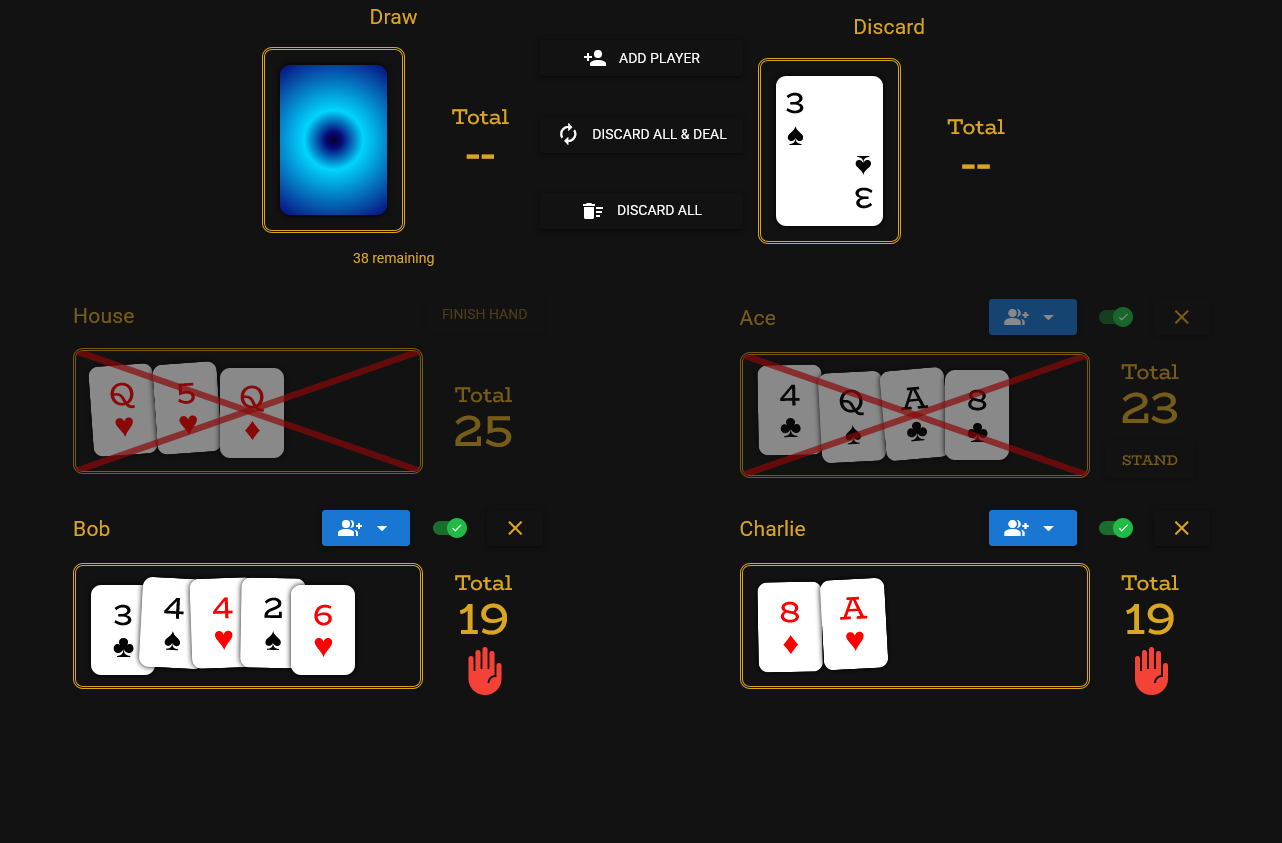 Draw
Discard
ADD PLAYER
3
Total
--
DISCARD ALL & DEAL
Total
--
3
DISCARD ALL
38 remaining
House
FINISH HAND
Ace
Q 5 Q
Total
25
4 Q A 8
Total
23
STAND
Bob
Charlie
3 4 4 2 6
Total
19
8 A
Total
19